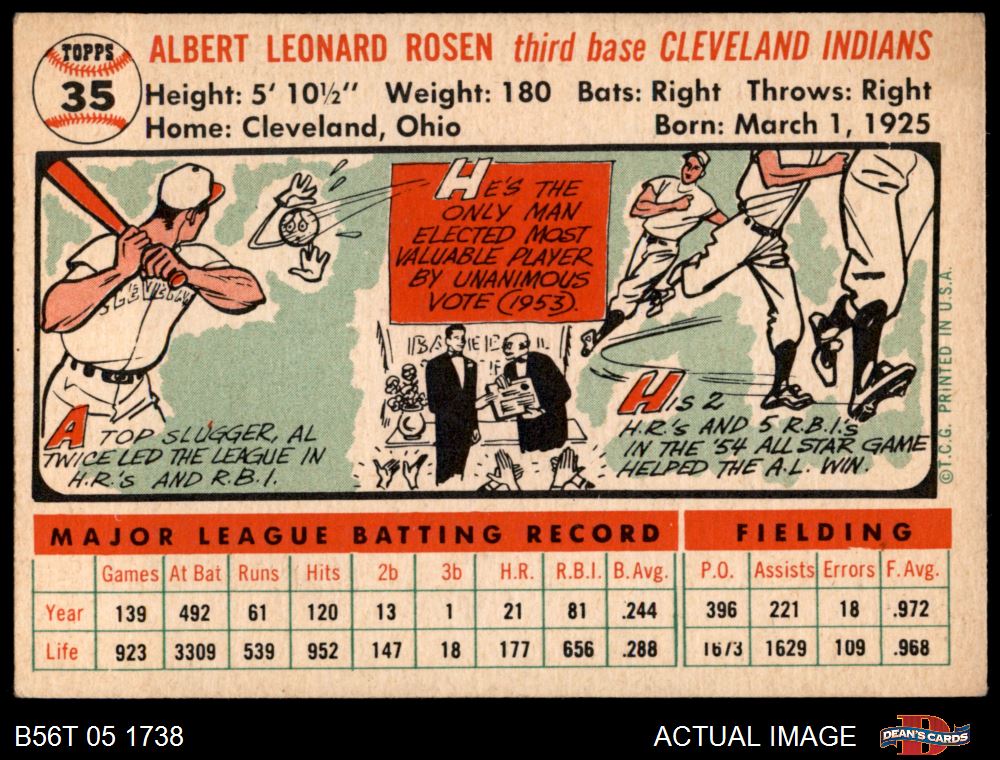 TOPPS
35
ALBERT LEONARD ROSEN third base CLEVELAND INDIANS
Height: 5' 10½" Weight: 180 Bats: Right Throws: Right
Home: Cleveland, Ohio Born: March 1, 1925
CLEVELAN
A TOP SLUGGER, AL
TWICE LED THE LEAGUE IN
H.R.'s AND R.B.I.
HE'S THE
ONLY MAN
ELECTED MOST
VALUABLE PLAYER
BY UNANIMOUS
VOTE (1953).
HIS 2
H.R.'s AND 5 R.B.I.s
IN THE '54 ALL STAR GAME
HELPED THE A.L. WIN.
©T.C.G. PRINTED IN U.S.A.
MAJOR LEAGUE BATTING RECORD FIELDING
Games At Bat Runs Hits 2b 3b H.R. R.B.I. B.Avg. P.O. Assists Errors F.Avg.
Year 139 492 61 120 13 1 21 81 .244 396 221 18 .972
Life 923 3309 539 952 147 18 177 656 .288 1673 1629 109 .968
B56T 05 1738 ACTUAL IMAGE DEAN'S CARDS